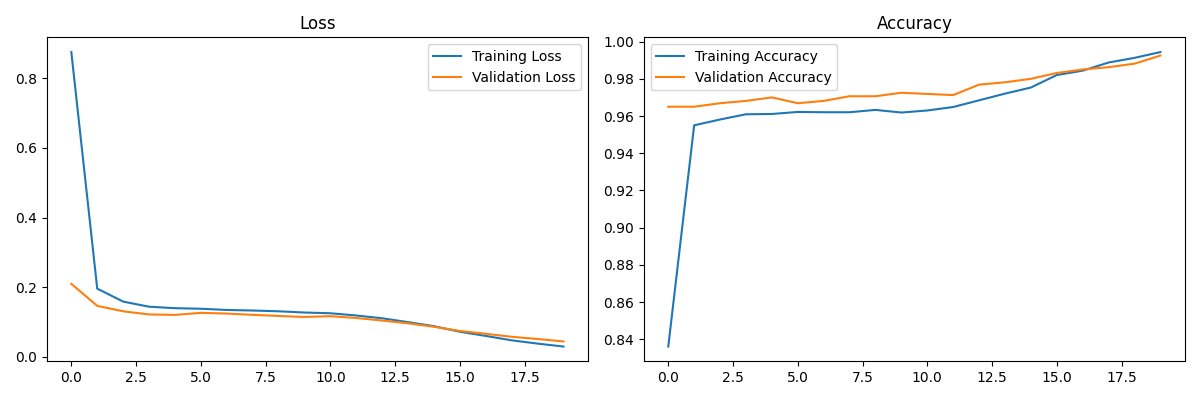 Loss
Training Loss
Validation Loss
0.8
0.6
0.4
0.2
0.0
0.0 2.5 5.0 7.5 10.0 12.5 15.0 17.5
Accuracy
Training Accuracy
Validation Accuracy
1.00
0.98
0.96
0.94
0.92
0.90
0.88
0.86
0.84
0.0 2.5 5.0 7.5 10.0 12.5 15.0 17.5